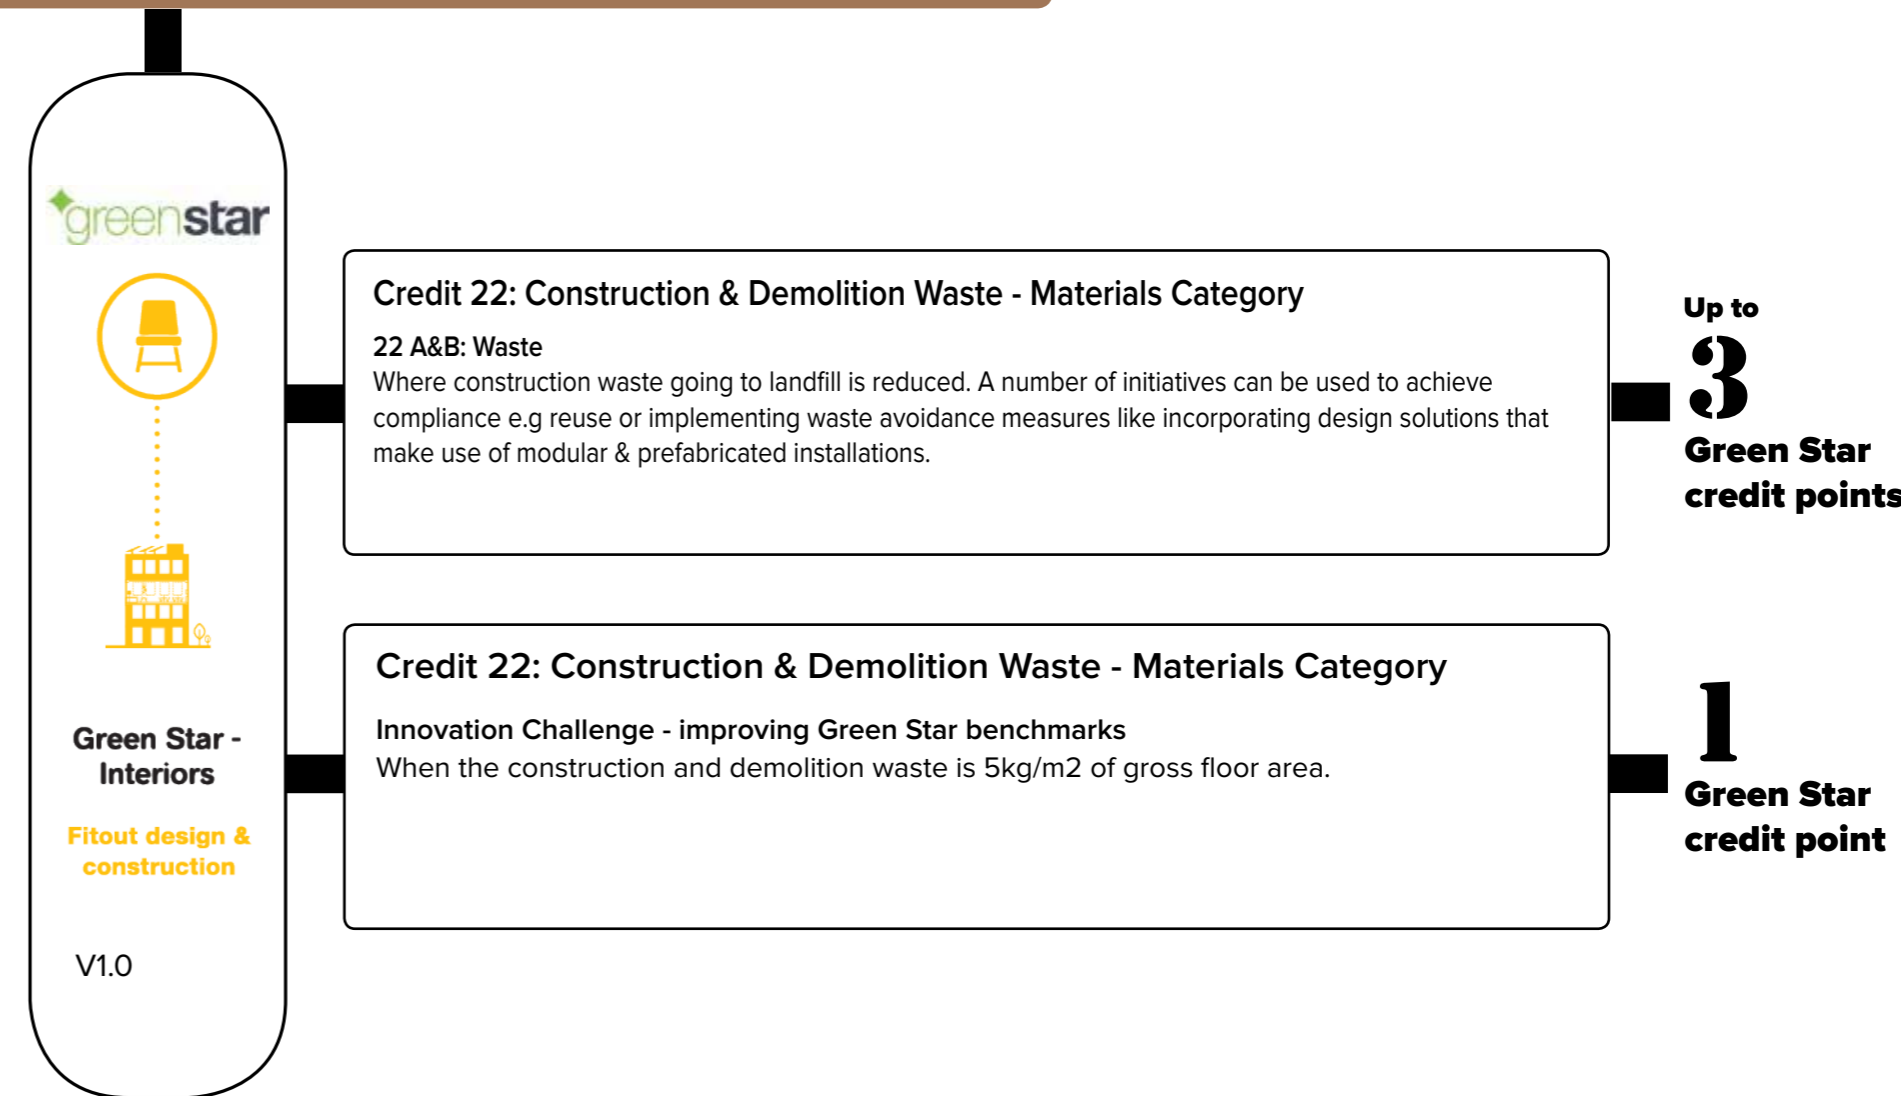 greenstar
Green Star -
Interiors
Fitout design &
construction
V1.0
Credit 22: Construction & Demolition Waste - Materials Category
22 A&B: Waste
Where construction waste going to landfill is reduced. A number of initiatives can be used to achieve
compliance e.g reuse or implementing waste avoidance measures like incorporating design solutions that
make use of modular & prefabricated installations.
Up to
3
Green Star
credit points
Credit 22: Construction & Demolition Waste - Materials Category
Innovation Challenge - improving Green Star benchmarks
When the construction and demolition waste is 5kg/m2 of gross floor area.
1
Green Star
credit point